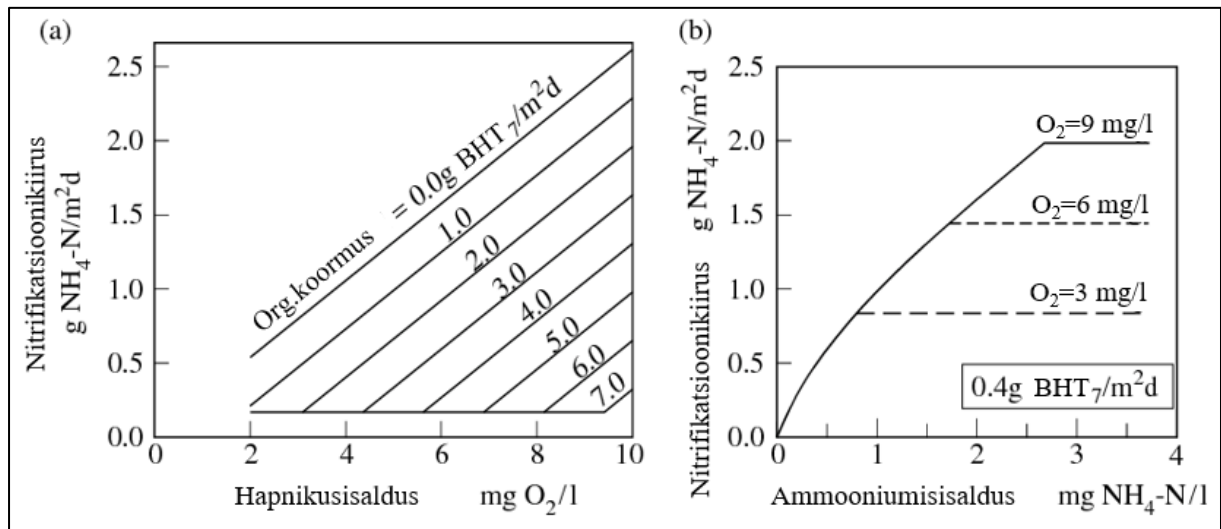 (a)
Nitrifikatsioonikiirus
g NH₄-N/m²d
2.5
2.0
1.5
1.0
0.5
0.0
Org.koormus = 0.0g BHT₇/m²d
1.0
2.0
3.0
4.0
5.0
6.0
7.0
0 2 4 6 8 10
Hapnikusisaldus mg O₂/l
(b)
Nitrifikatsioonikiirus g NH₄-N/m²d
2.5
2.0
1.5
1.0
0.5
0.0
O₂=9 mg/l
O₂=6 mg/l
O₂=3 mg/l
0.4g BHT₇/m²d
0 1 2 3 4
Ammooniumisisaldus mg NH₄-N/l